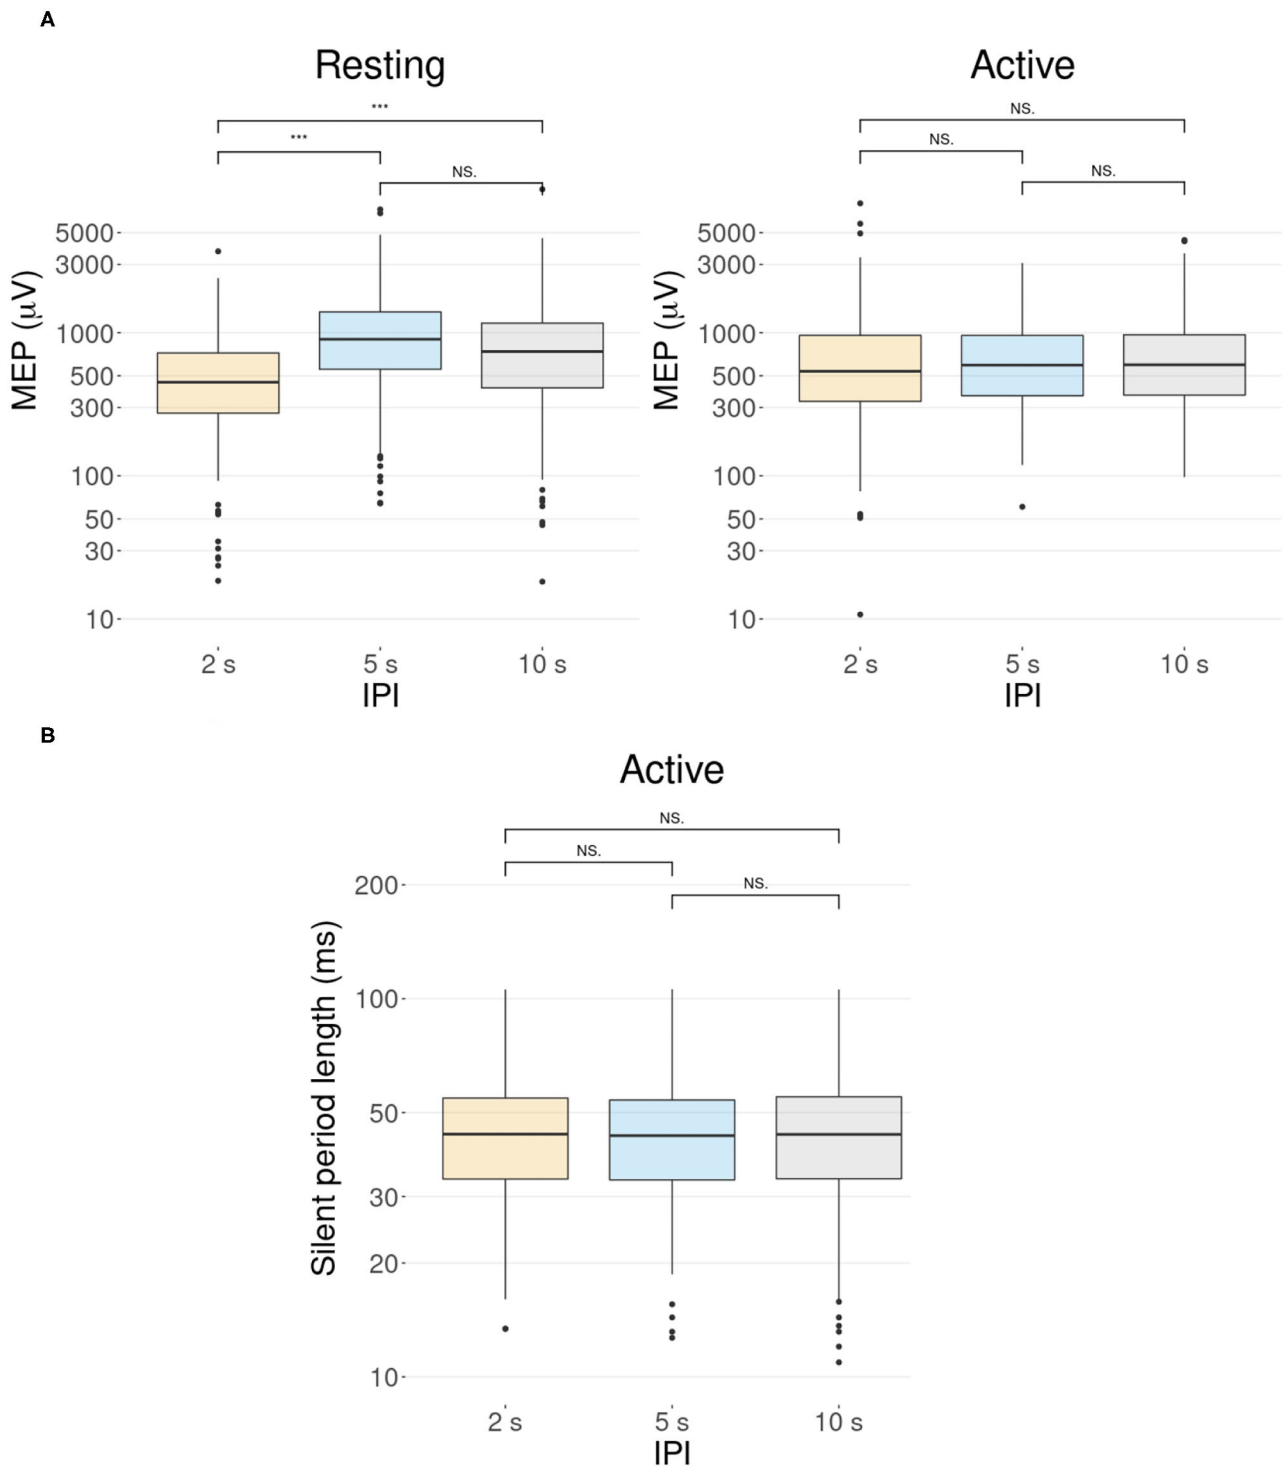 A
Resting
Active
***
***
NS.
NS.
NS.
NS.
MEP (μV)
5000
3000
1000
500
300
100
50
30
10
2 s
5 s
10 s
IPI
MEP (μV)
5000
3000
1000
500
300
100
50
30
10
2 s
5 s
10 s
IPI
B
Active
NS.
NS.
NS.
Silent period length (ms)
200
100
50
30
20
10
2 s
5 s
10 s
IPI